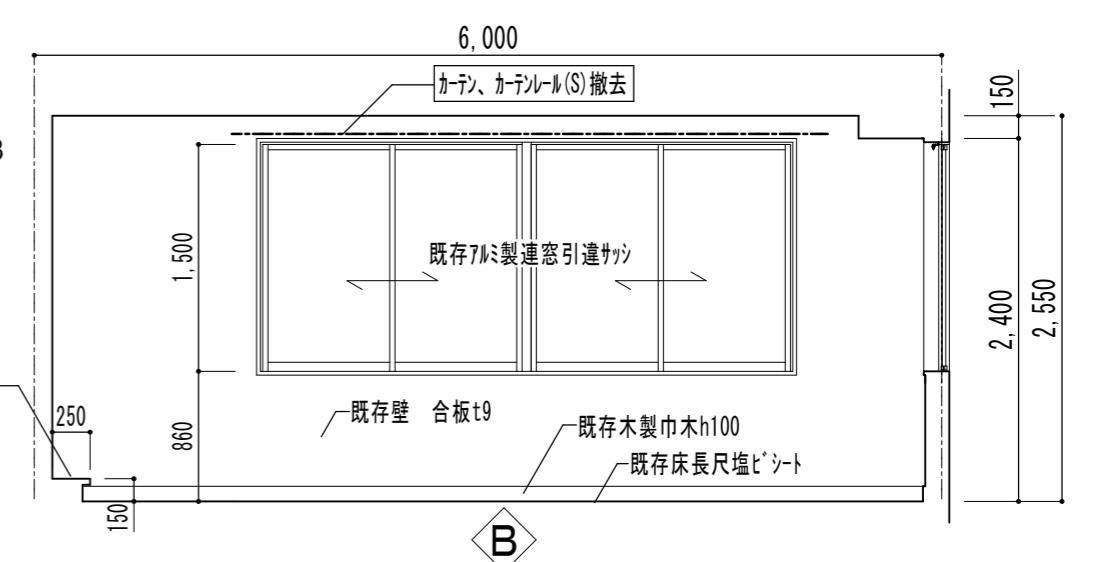 6,000
カーテン、カーテンレール(S)撤去
150
1,500
既存アルミ製連窓引違サッシ
2,400
2,550
250
860
既存壁 合板t9
既存木製巾木h100
既存床長尺塩ビシート
150
B